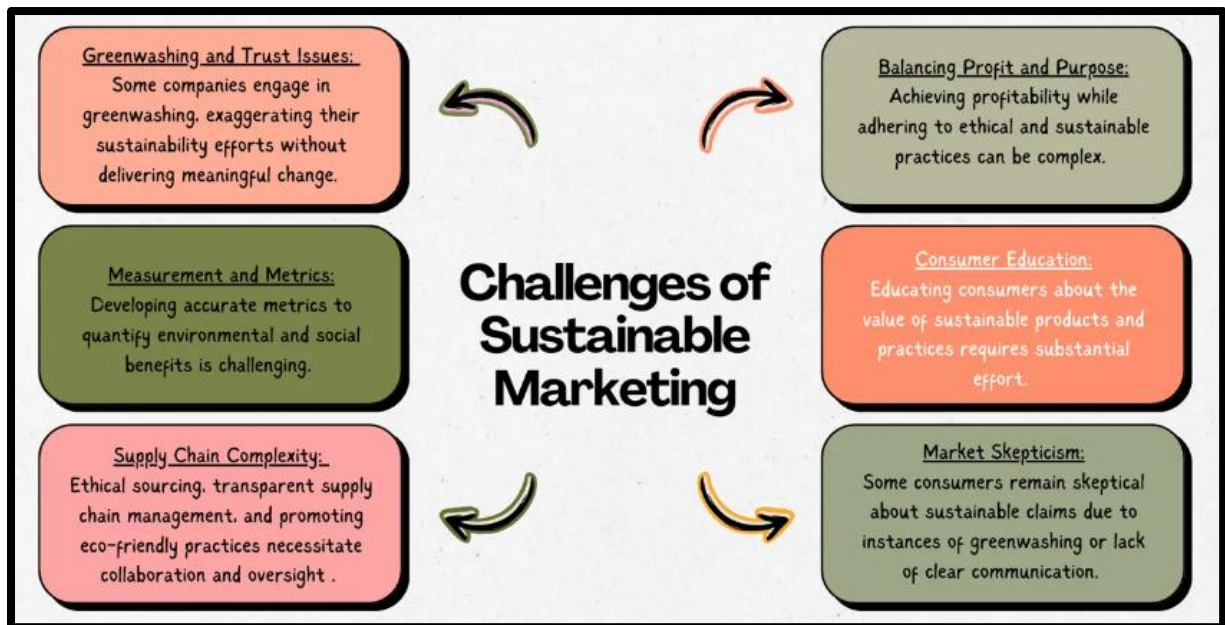 Greenwashing and Trust Issues:
Some companies engage in
greenwashing, exaggerating their
sustainability efforts without
delivering meaningful change.
Measurement and Metrics:
Developing accurate metrics to
quantify environmental and social
benefits is challenging.
Supply Chain Complexity:
Ethical sourcing, transparent supply
chain management, and promoting
eco-friendly practices necessitate
collaboration and oversight .
Challenges of
Sustainable
Marketing
Balancing Profit and Purpose:
Achieving profitability while
adhering to ethical and sustainable
practices can be complex.
Consumer Education:
Educating consumers about the
value of sustainable products and
practices requires substantial
effort.
Market Skepticism:
Some consumers remain skeptical
about sustainable claims due to
instances of greenwashing or lack
of clear communication.